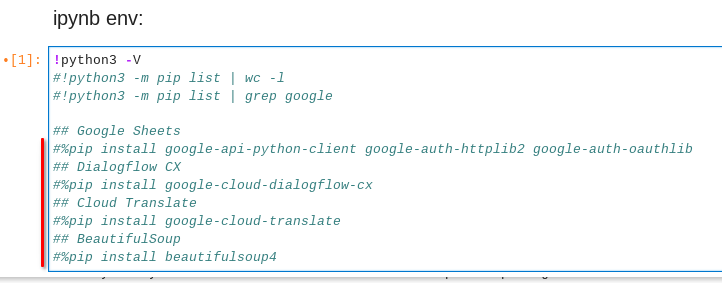 ipynb env:
•[1]: !python3 -V
#!python3 -m pip list | wc -l
#!python3 -m pip list | grep google
## Google Sheets
#%pip install google-api-python-client google-auth-httplib2 google-auth-oauthlib
## Dialogflow CX
#%pip install google-cloud-dialogflow-cx
## Cloud Translate
#%pip install google-cloud-translate
## BeautifulSoup
#%pip install beautifulsoup4